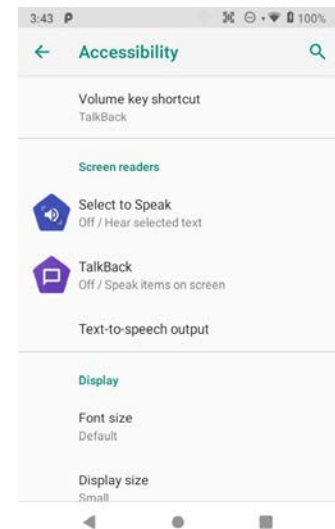 3:43 P 100%
Accessibility
Volume key shortcut
TalkBack
Screen readers
Select to Speak
Off / Hear selected text
TalkBack
Off / Speak items on screen
Text-to-speech output
Display
Font size
Default
Display size
Small